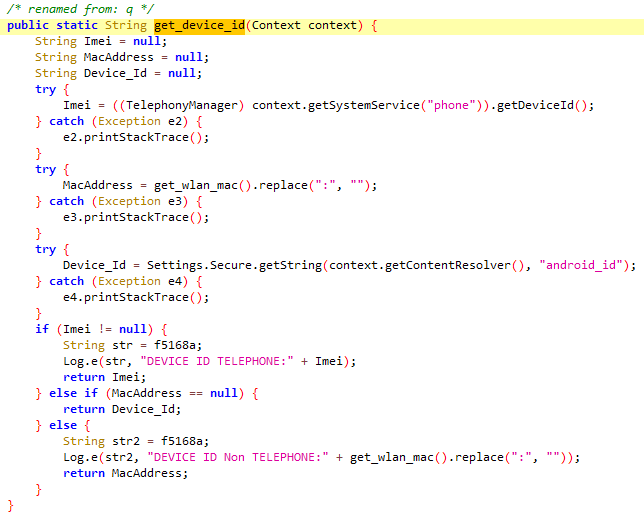 /* renamed from: q */
public static String get_device_id(Context context) {
String Imei = null;
String MacAddress = null;
String Device_Id = null;
try {
Imei = ((TelephonyManager) context.getSystemService("phone")).getDeviceId();
} catch (Exception e2) {
e2.printStackTrace();
}
try {
MacAddress = get_wlan_mac().replace(":", "");
} catch (Exception e3) {
e3.printStackTrace();
}
try {
Device_Id = Settings.Secure.getString(context.getContentResolver(), "android_id");
} catch (Exception e4) {
e4.printStackTrace();
}
if (Imei != null) {
String str = f5168a;
Log.e(str, "DEVICE ID TELEPHONE:" + Imei);
return Imei;
} else if (MacAddress == null) {
return Device_Id;
} else {
String str2 = f5168a;
Log.e(str2, "DEVICE ID Non TELEPHONE:" + get_wlan_mac().replace(":", ""));
return MacAddress;
}
}